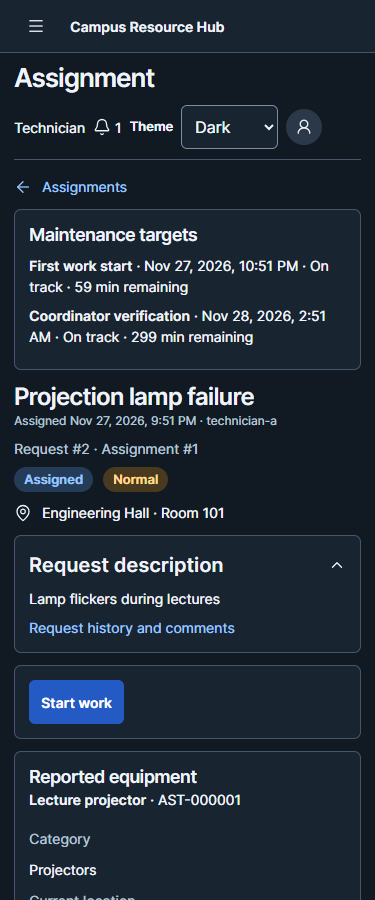 Campus Resource Hub
Assignment
Technician 1 Theme Dark
Assignments
Maintenance targets
First work start · Nov 27, 2026, 10:51 PM · On
track · 59 min remaining
Coordinator verification · Nov 28, 2026, 2:51
AM · On track · 299 min remaining
Projection lamp failure
Assigned Nov 27, 2026, 9:51 PM · technician-a
Request #2 · Assignment #1
Assigned Normal
Engineering Hall · Room 101
Request description
Lamp flickers during lectures
Request history and comments
Start work
Reported equipment
Lecture projector · AST-000001
Category
Projectors
Current location